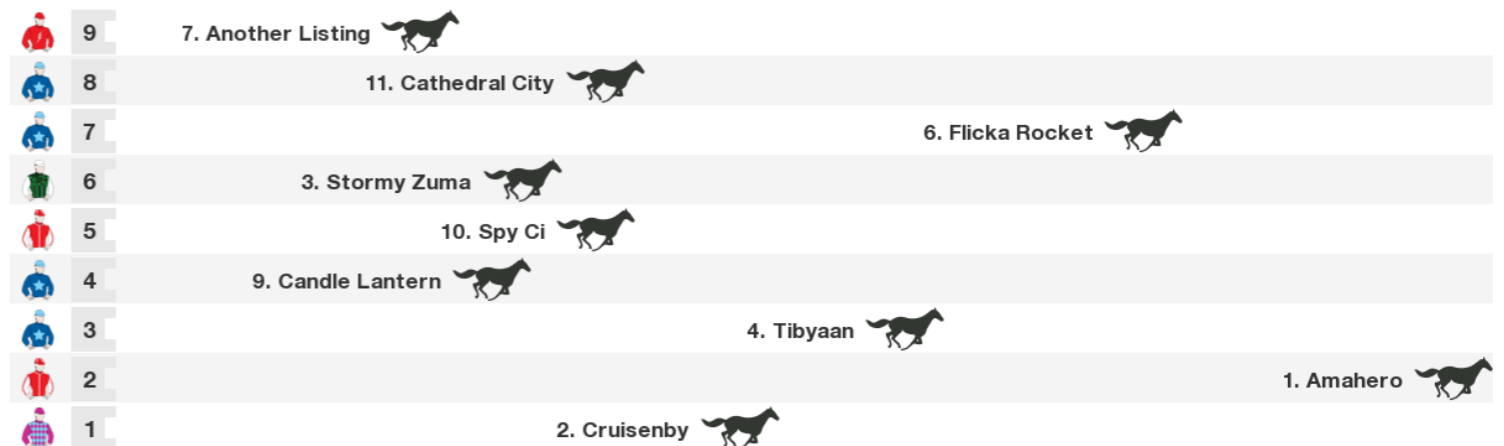 9 7. Another Listing
8 11. Cathedral City
7 6. Flicka Rocket
6 3. Stormy Zuma
5 10. Spy Ci
4 9. Candle Lantern
3 4. Tibyaan
2 1. Amahero
1 2. Cruisenby